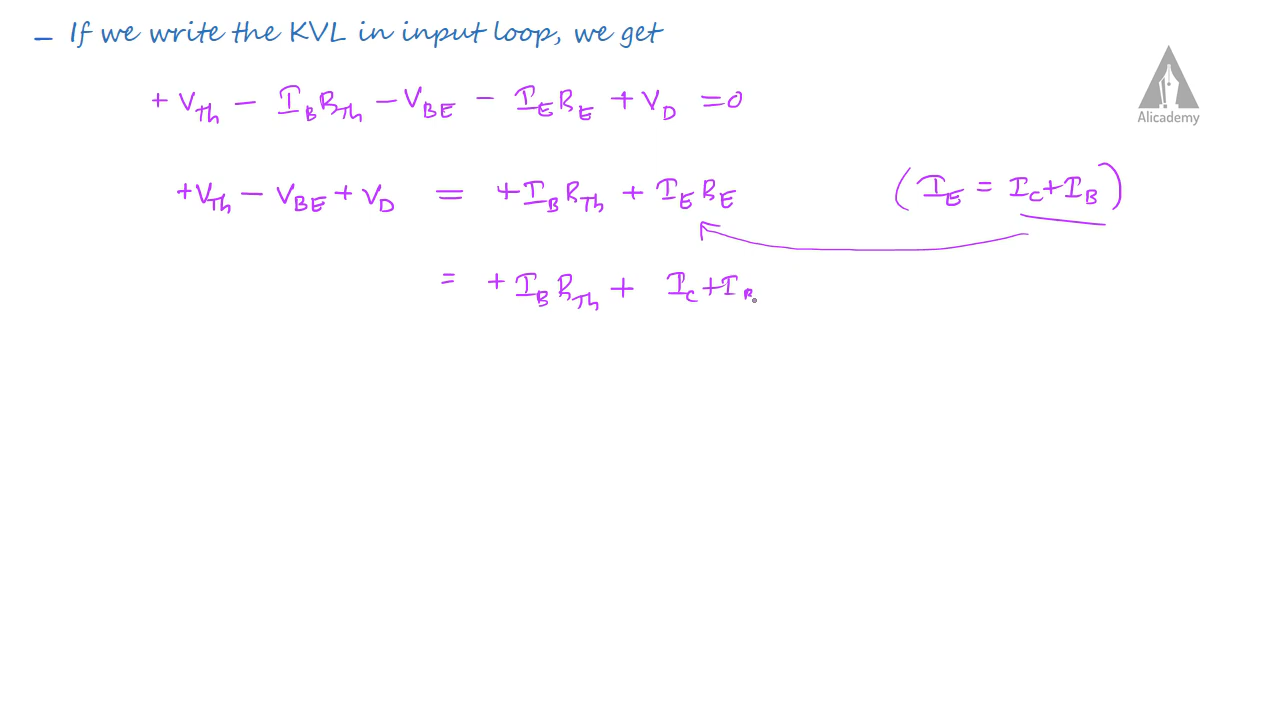 – If we write the KVL in input loop, we get
Alicademy
+ V_Th – I_B R_Th – V_BE – I_E R_E + V_D = 0
+V_Th – V_BE + V_D = +I_B R_Th + I_E R_E (I_E = I_C+I_B)
= + I_B R_Th + I_C+I_B